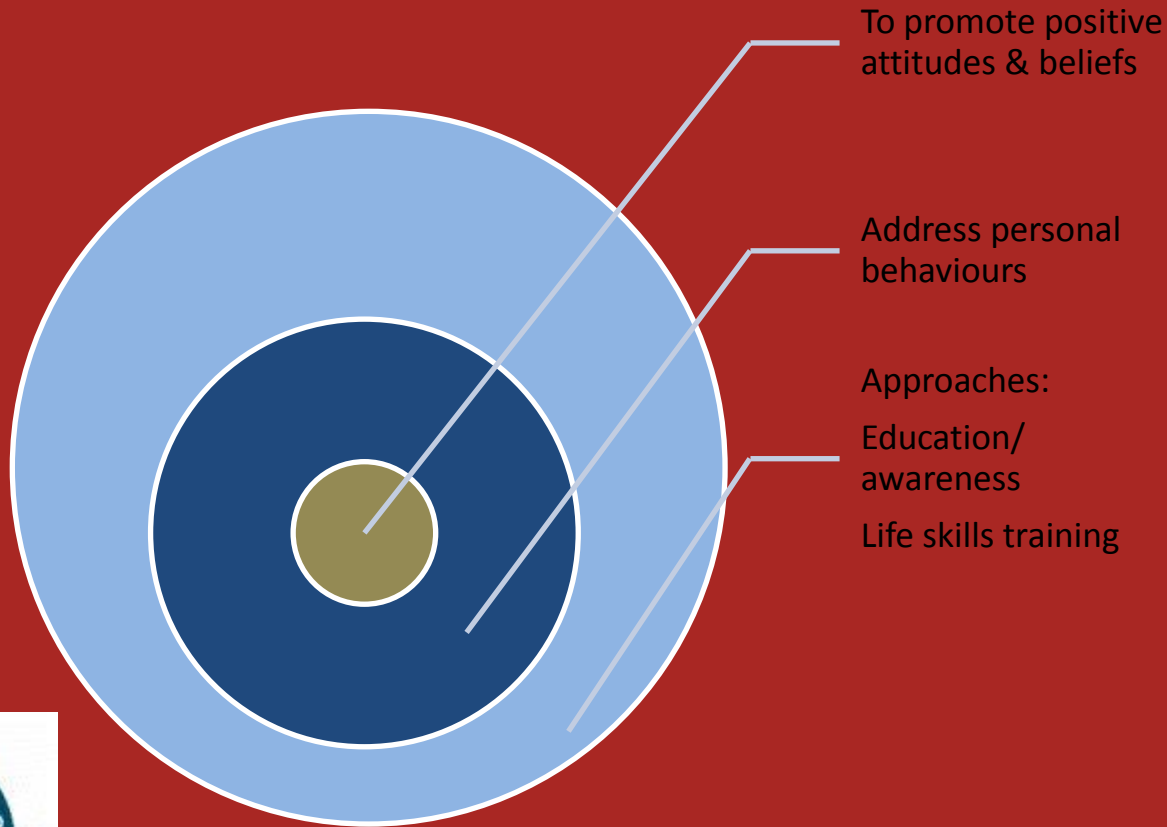 To promote positive
attitudes & beliefs
Address personal
behaviours
Approaches:
Education/
awareness
Life skills training